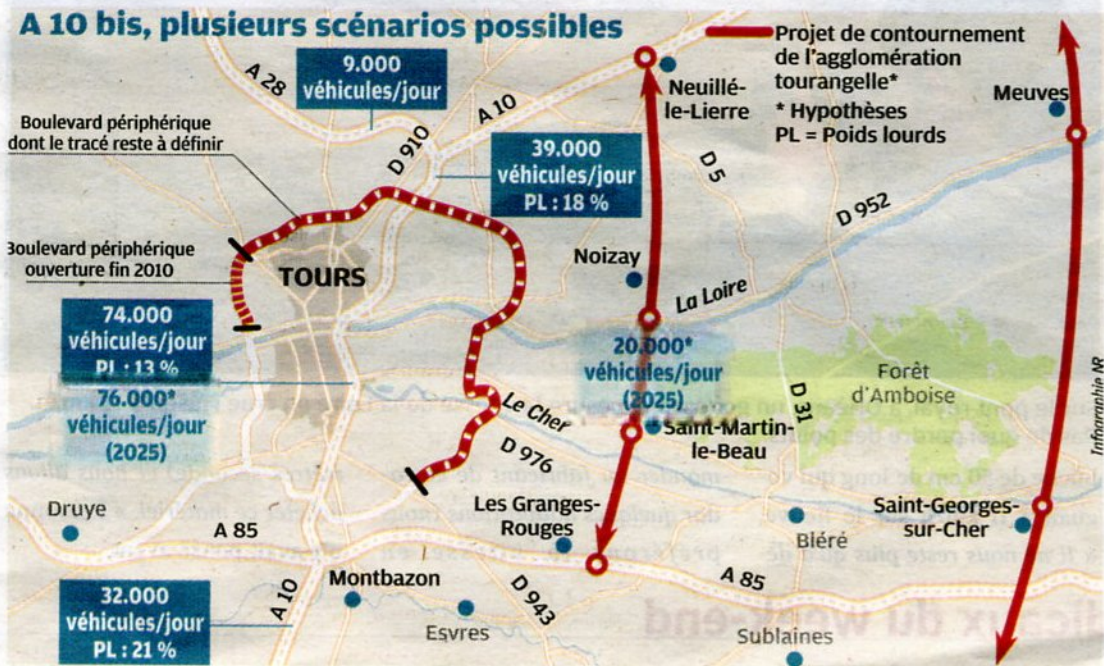 A 10 bis, plusieurs scénarios possibles
Projet de contournement
de l'agglomération
tourangelle*
* Hypothèses
PL = Poids lourds
9.000
véhicules/jour
A 28
A 10
D 910
Neuillé-
le-Lierre
Meuves
Boulevard périphérique
dont le tracé reste à définir
39.000
véhicules/jour
PL : 18 %
D 5
D 952
Boulevard périphérique
ouverture fin 2010
TOURS
Noizay
La Loire
74.000
véhicules/jour
PL : 13 %
76.000*
véhicules/jour
(2025)
20.000*
véhicules/jour
(2025)
Forêt
d'Amboise
Infographie NR
Le Cher
D 31
D 976
Saint-Martin-
le-Beau
Druye
A 85
Les Granges-
Rouges
Bléré
Saint-Georges-
sur-Cher
A 85
32.000
véhicules/jour
PL : 21 %
A 10
Montbazon
Esvres
D 943
Sublaines